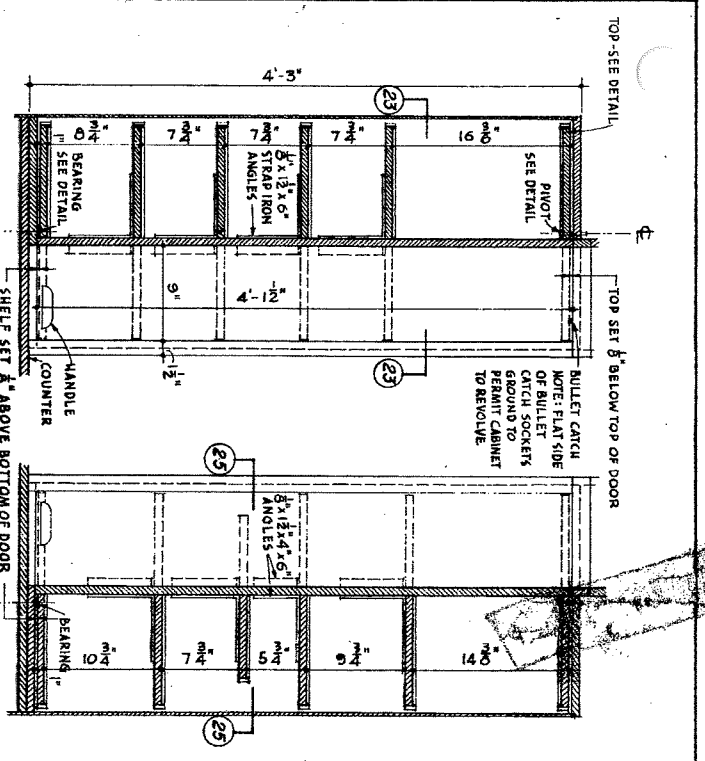 TOP-SEE DETAIL
4'-3"
23
8 3/4"
7 3/4"
7 3/4"
7 3/4"
16 3/8"
1"
BEARING
SEE DETAIL
1/8" x 1 1/2" x 6"
STRAP IRON
ANGLES
PIVOT
SEE DETAIL
℄
TOP SET 1/8" BELOW TOP OF DOOR
9"
4'-1 1/2"
1 1/2"
23
HANDLE
COUNTER
SHELF SET 1/8" ABOVE BOTTOM OF DOOR
BULLET CATCH
NOTE: FLAT SIDE
OF BULLET
CATCH SOCKETS
GROUND TO
PERMIT CABINET
TO REVOLVE
25
1/8" x 1 1/2" x 4" x 6"
ANGLES
BEARING
1"
10 3/4"
7 3/4"
5 3/4"
9 3/4"
14 3/8"
25